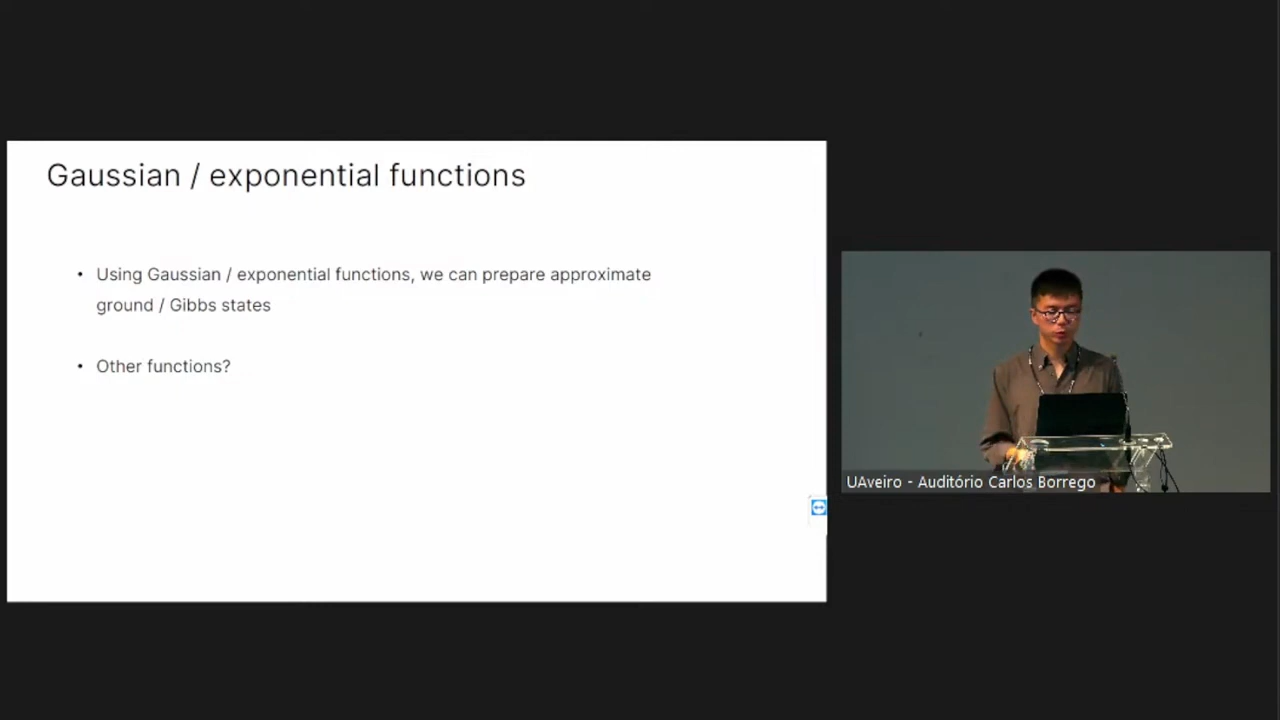 Gaussian / exponential functions
• Using Gaussian / exponential functions, we can prepare approximate
ground / Gibbs states
• Other functions?
UAveiro - Auditório Carlos Borrego